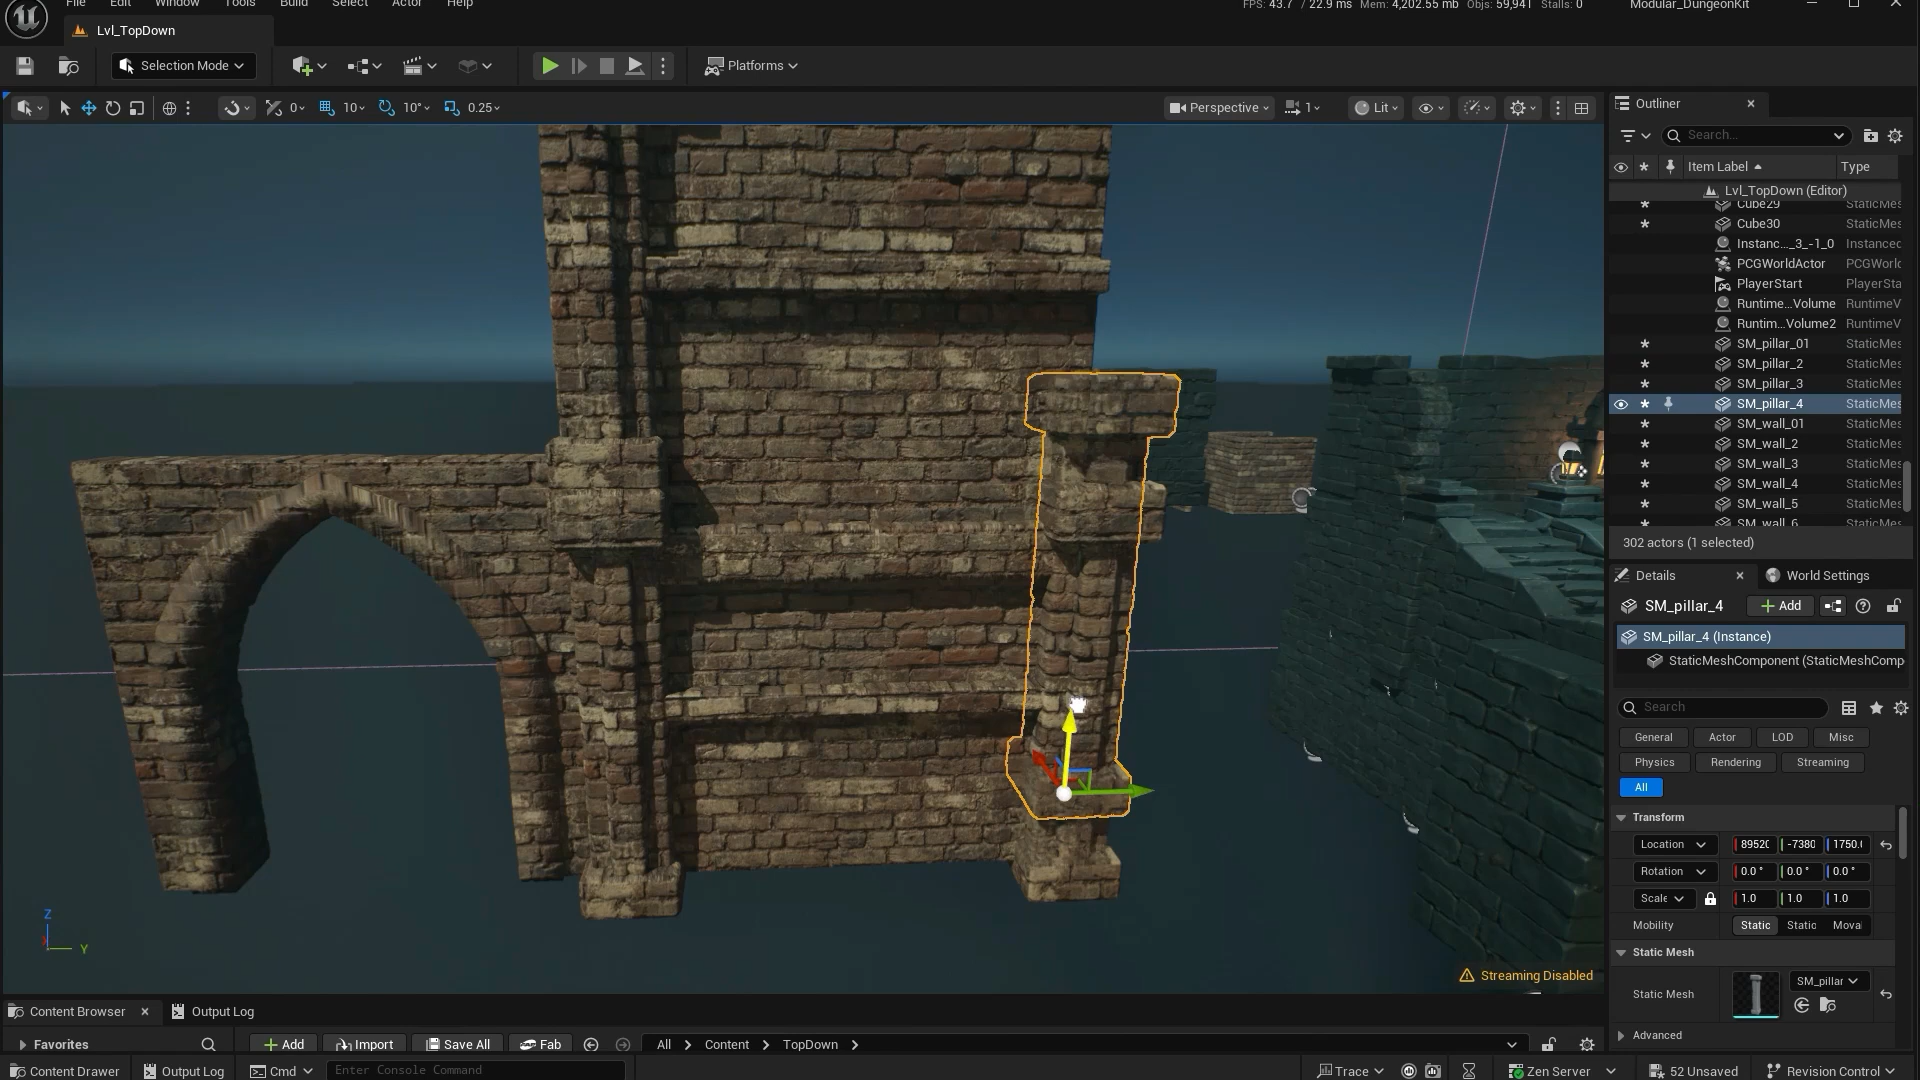 File Edit Window Tools Build Select Actor Help
FPS: 43.7 / 22.9 ms Mem: 4,202.55 mb Objs: 59,941 Stalls: 0
Modular_DungeonKit
Lvl_TopDown
Selection Mode
Platforms
0
10
10°
0.25
Perspective
1
Lit
Outliner
Search...
Item Label
Type
Lvl_TopDown (Editor)
Cube29 StaticMes
Cube30 StaticMes
Instanc..._3_-1_0 Instanced
PCGWorldActor PCGWorld
PlayerStart PlayerSta
Runtime...Volume RuntimeV
Runtim...Volume2 RuntimeV
SM_pillar_01 StaticMes
SM_pillar_2 StaticMes
SM_pillar_3 StaticMes
SM_pillar_4 StaticMes
SM_wall_01 StaticMes
SM_wall_2 StaticMes
SM_wall_3 StaticMes
SM_wall_4 StaticMes
SM_wall_5 StaticMes
SM_wall_6 StaticMes
302 actors (1 selected)
Details
World Settings
SM_pillar_4
Add
SM_pillar_4 (Instance)
StaticMeshComponent (StaticMeshComp
Search
General Actor LOD Misc
Physics Rendering Streaming
All
Transform
Location 8952( -738( 1750.(
Rotation 0.0 ° 0.0 ° 0.0 °
Scale 1.0 1.0 1.0
Mobility Static Static Moval
Static Mesh
Static Mesh SM_pillar
Advanced
Z
Y
Streaming Disabled
Content Browser
Output Log
Favorites
Add
Import
Save All
Fab
All
Content
TopDown
Content Drawer
Output Log
Cmd
Enter Console Command
Trace
Zen Server
52 Unsaved
Revision Control